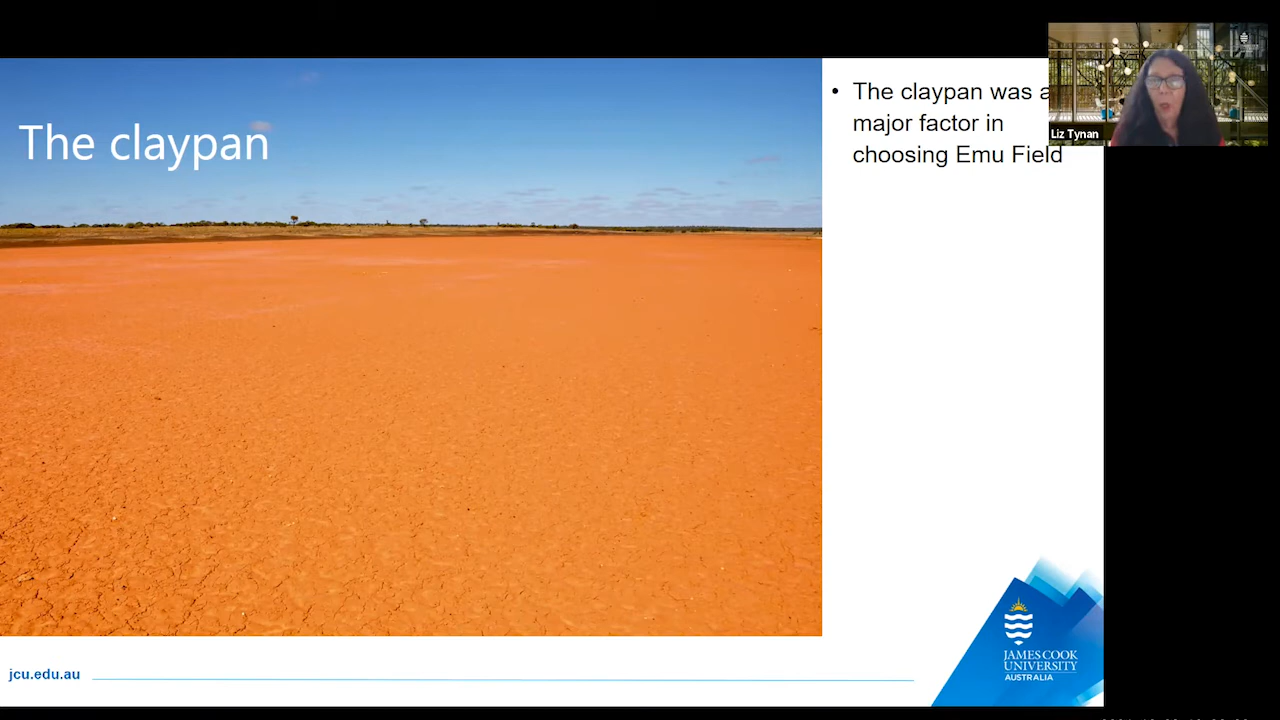 The claypan
• The claypan was a
major factor in
choosing Emu Field
Liz Tynan
jcu.edu.au
JAMES COOK
UNIVERSITY
AUSTRALIA